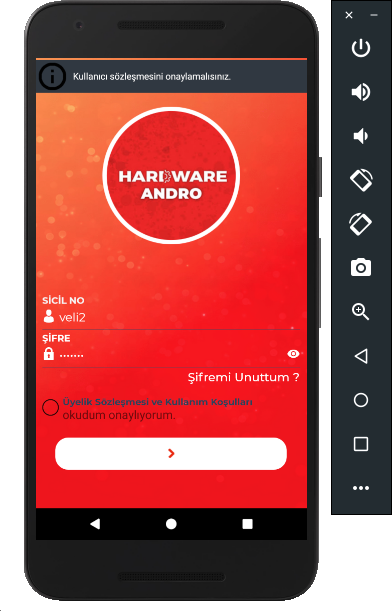 Kullanıcı sözleşmesini onaylamalısınız.
HARDWARE
ANDRO
SİCİL NO
veli2
ŞİFRE
•••••••
Şifremi Unuttum ?
Üyelik Sözleşmesi ve Kullanım Koşulları
okudum onaylıyorum.